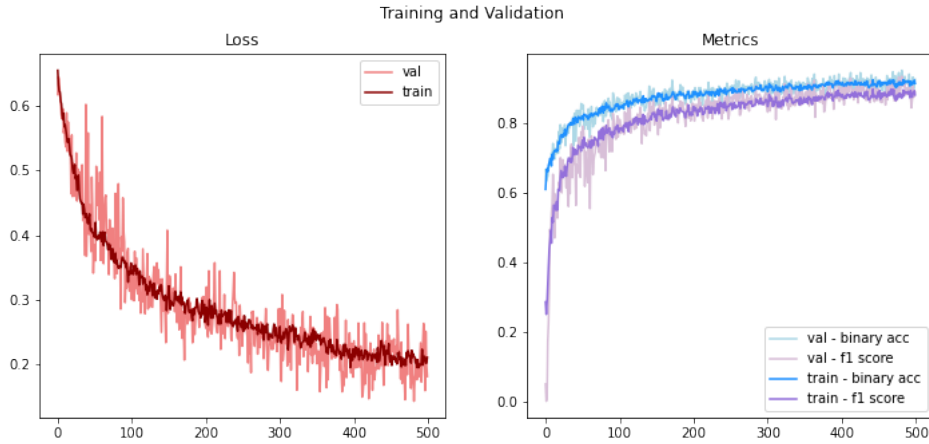 Training and Validation
Loss
val
train
0.6
0.5
0.4
0.3
0.2
0 100 200 300 400 500
Metrics
0.8
0.6
0.4
0.2
0.0
val - binary acc
val - f1 score
train - binary acc
train - f1 score
0 100 200 300 400 500